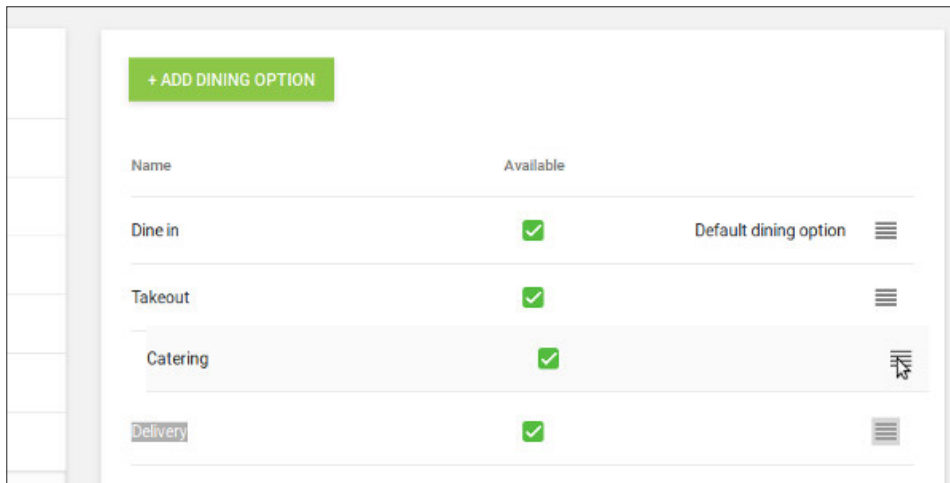 + ADD DINING OPTION
Name Available
Dine in Default dining option
Takeout
Catering
Delivery